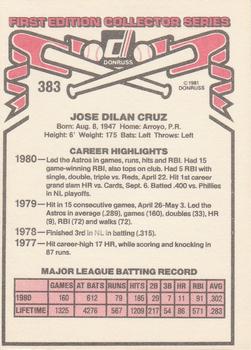 FIRST EDITION COLLECTOR SERIES
DONRUSS
©1981
DONRUSS
383
JOSE DILAN CRUZ
Born: Aug. 8, 1947 Home: Arroyo, P.R.
Height: 6' Weight: 175 Bats: Left Throws: Left
CAREER HIGHLIGHTS
1980— Led the Astros in games, runs, hits and RBI. Had 15
game-winning RBI, also tops on club. Had 5 RBI with
single, double, triple vs. Reds, April 22. Hit 1st career
grand slam HR vs. Cards, Sept. 6. Batted .400 vs. Phillies
in NL playoffs.
1979— Hit in 15 consecutive games, April 26-May 3. Led the
Astros in average (.289), games (160), doubles (33), HR
(9), RBI (72) and walks (72).
1978— Finished 3rd in NL in batting (.315).
1977— Hit career-high 17 HR, while scoring and knocking in
87 runs.
MAJOR LEAGUE BATTING RECORD
GAMES AT BATS RUNS HITS 2B 3B HR RBI AVG
1980 160 612 79 185 29 7 11 91 .302
LIFETIME 1325 4276 567 1209 217 54 86 571 .283